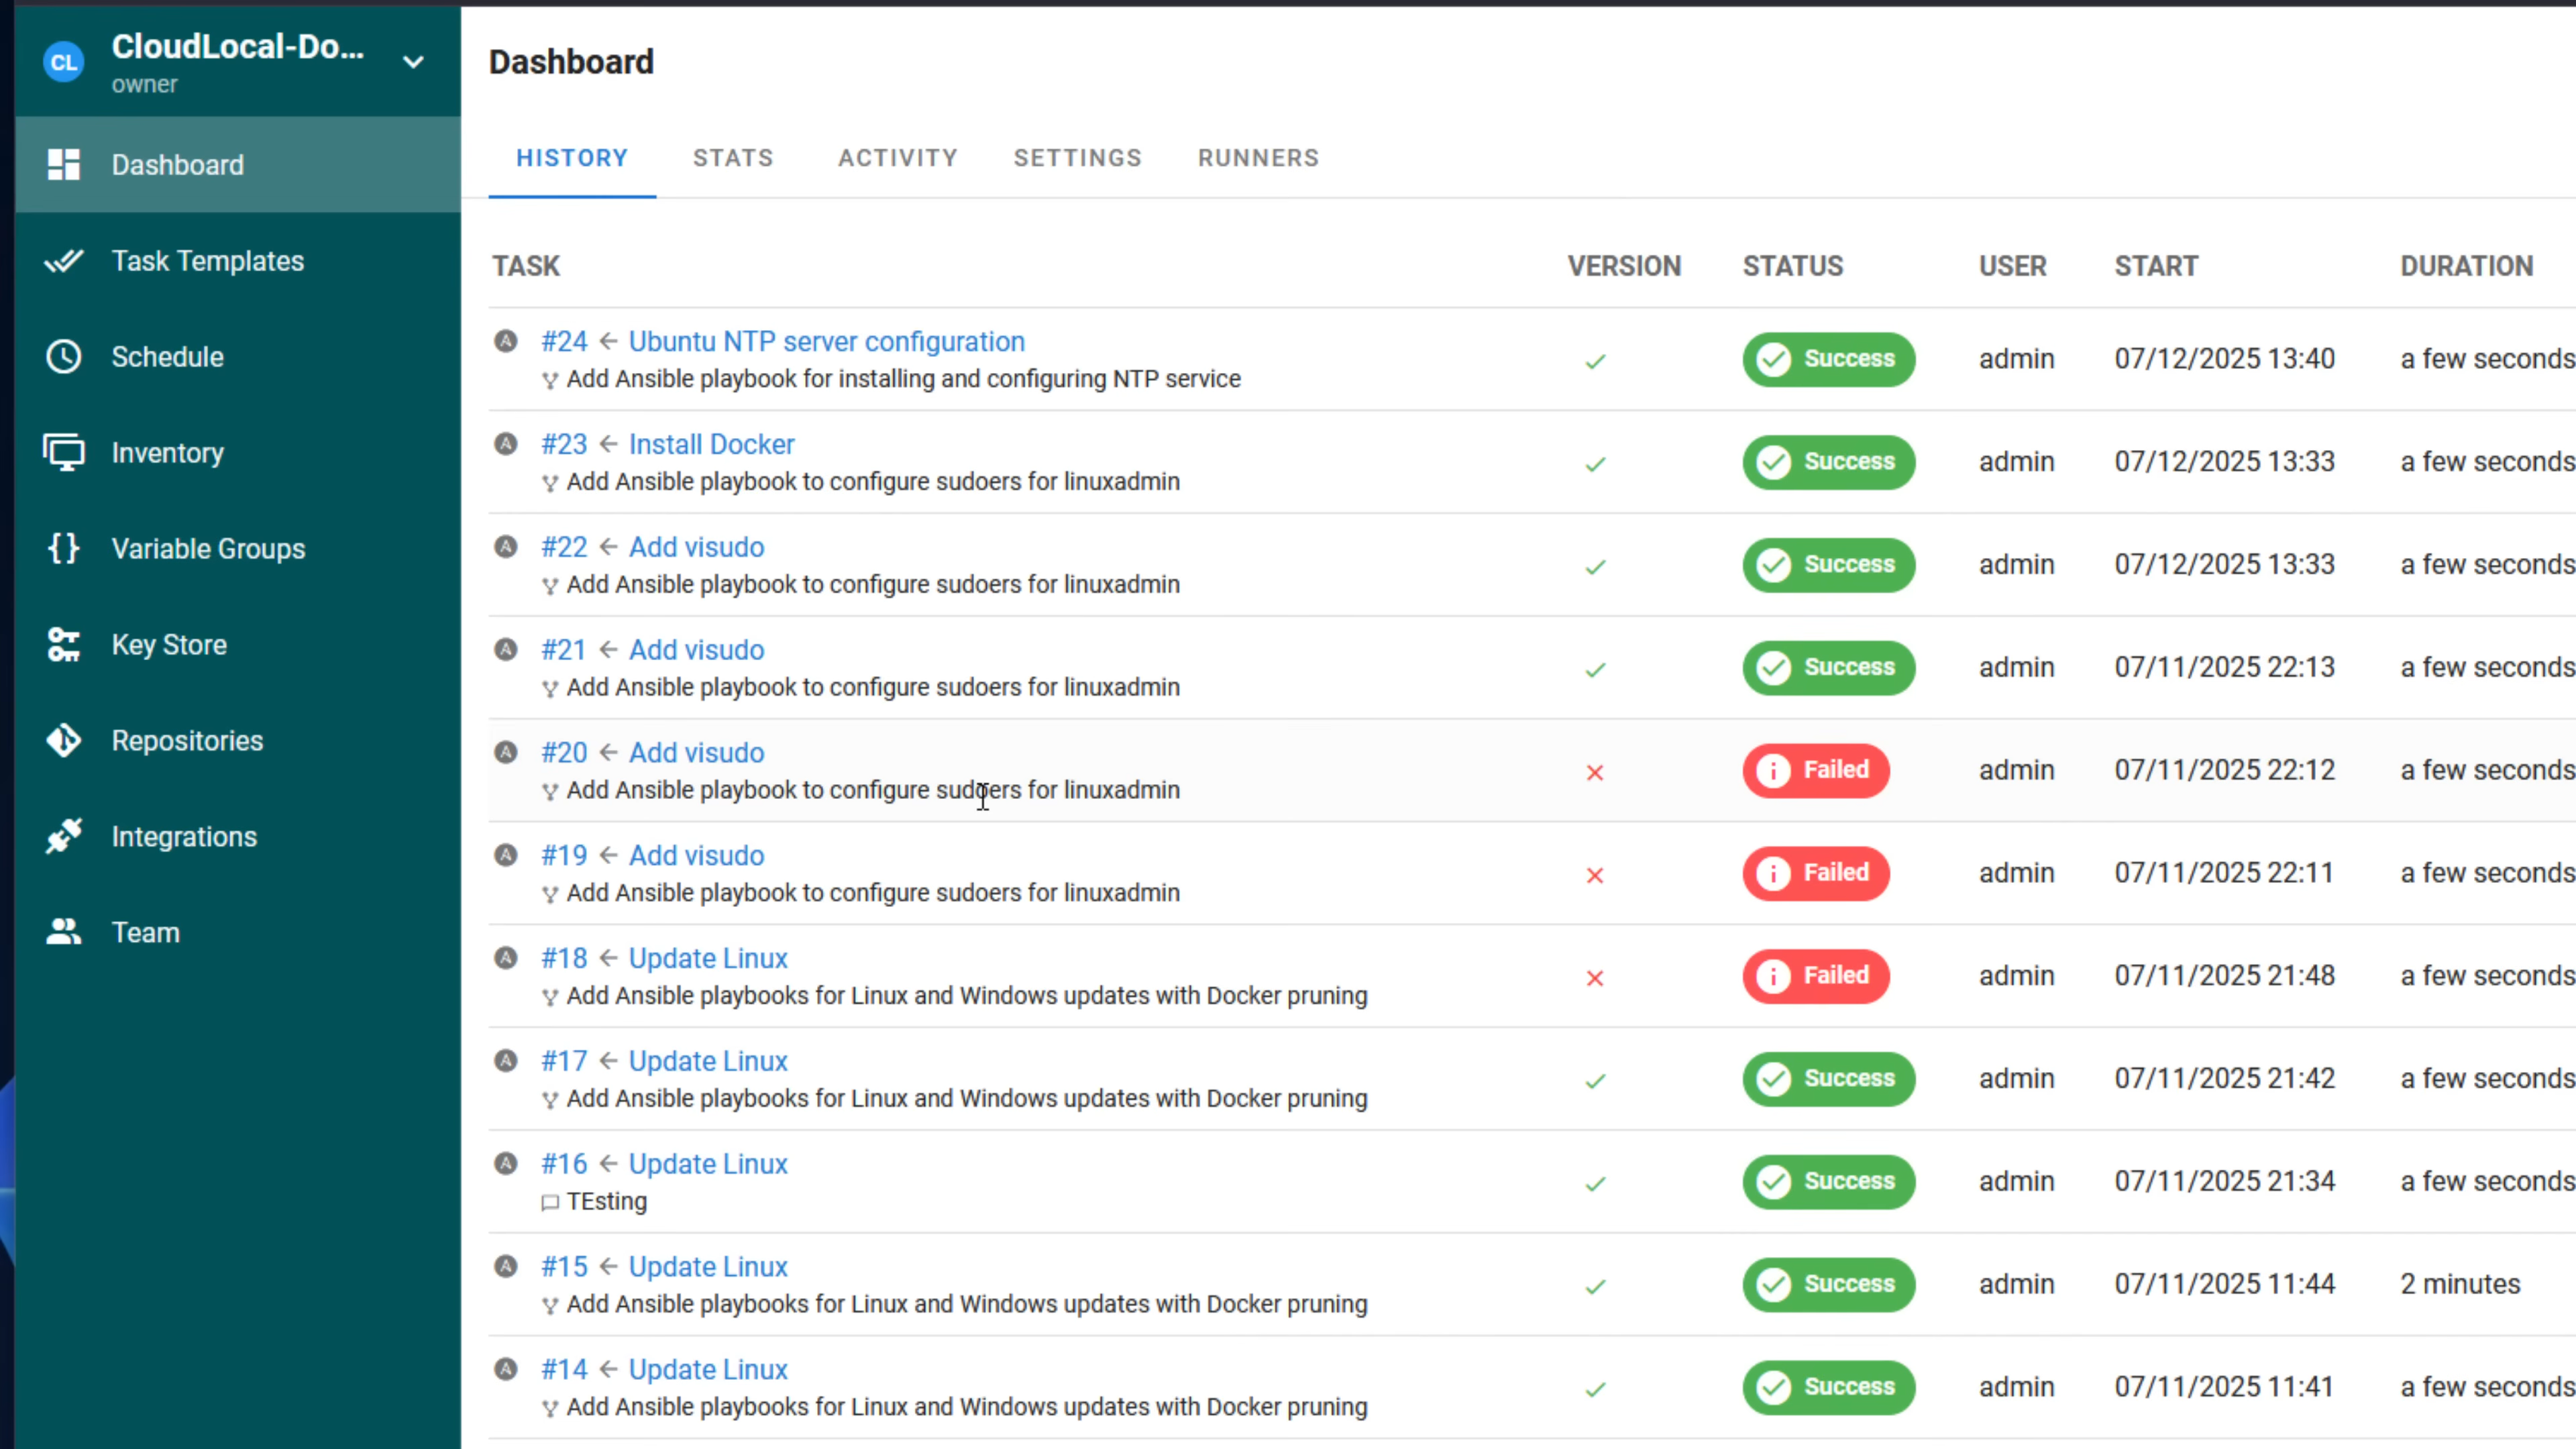 CL CloudLocal-Do...
owner
Dashboard
Task Templates
Schedule
Inventory
Variable Groups
Key Store
Repositories
Integrations
Team
Dashboard
HISTORY STATS ACTIVITY SETTINGS RUNNERS
TASK VERSION STATUS USER START DURATION
#24 ← Ubuntu NTP server configuration Success admin 07/12/2025 13:40 a few seconds
Add Ansible playbook for installing and configuring NTP service
#23 ← Install Docker Success admin 07/12/2025 13:33 a few seconds
Add Ansible playbook to configure sudoers for linuxadmin
#22 ← Add visudo Success admin 07/12/2025 13:33 a few seconds
Add Ansible playbook to configure sudoers for linuxadmin
#21 ← Add visudo Success admin 07/11/2025 22:13 a few seconds
Add Ansible playbook to configure sudoers for linuxadmin
#20 ← Add visudo Failed admin 07/11/2025 22:12 a few seconds
Add Ansible playbook to configure sudoers for linuxadmin
#19 ← Add visudo Failed admin 07/11/2025 22:11 a few seconds
Add Ansible playbook to configure sudoers for linuxadmin
#18 ← Update Linux Failed admin 07/11/2025 21:48 a few seconds
Add Ansible playbooks for Linux and Windows updates with Docker pruning
#17 ← Update Linux Success admin 07/11/2025 21:42 a few seconds
Add Ansible playbooks for Linux and Windows updates with Docker pruning
#16 ← Update Linux Success admin 07/11/2025 21:34 a few seconds
TEsting
#15 ← Update Linux Success admin 07/11/2025 11:44 2 minutes
Add Ansible playbooks for Linux and Windows updates with Docker pruning
#14 ← Update Linux Success admin 07/11/2025 11:41 a few seconds
Add Ansible playbooks for Linux and Windows updates with Docker pruning